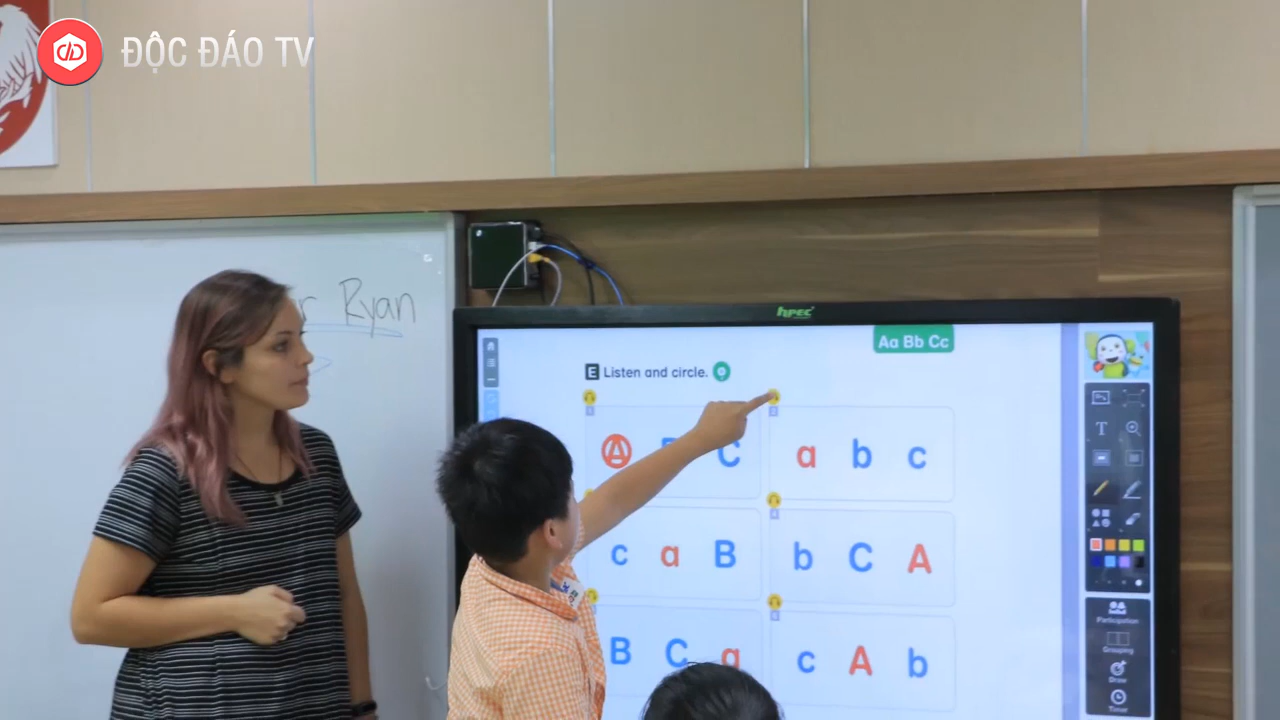 ĐỘC ĐÁO TV
Ryan
HPEC
Aa Bb Cc
E Listen and circle.
A C
a b c
c a B
b C A
B C a
c A b
T
Participation
Grouping
Draw
Timer